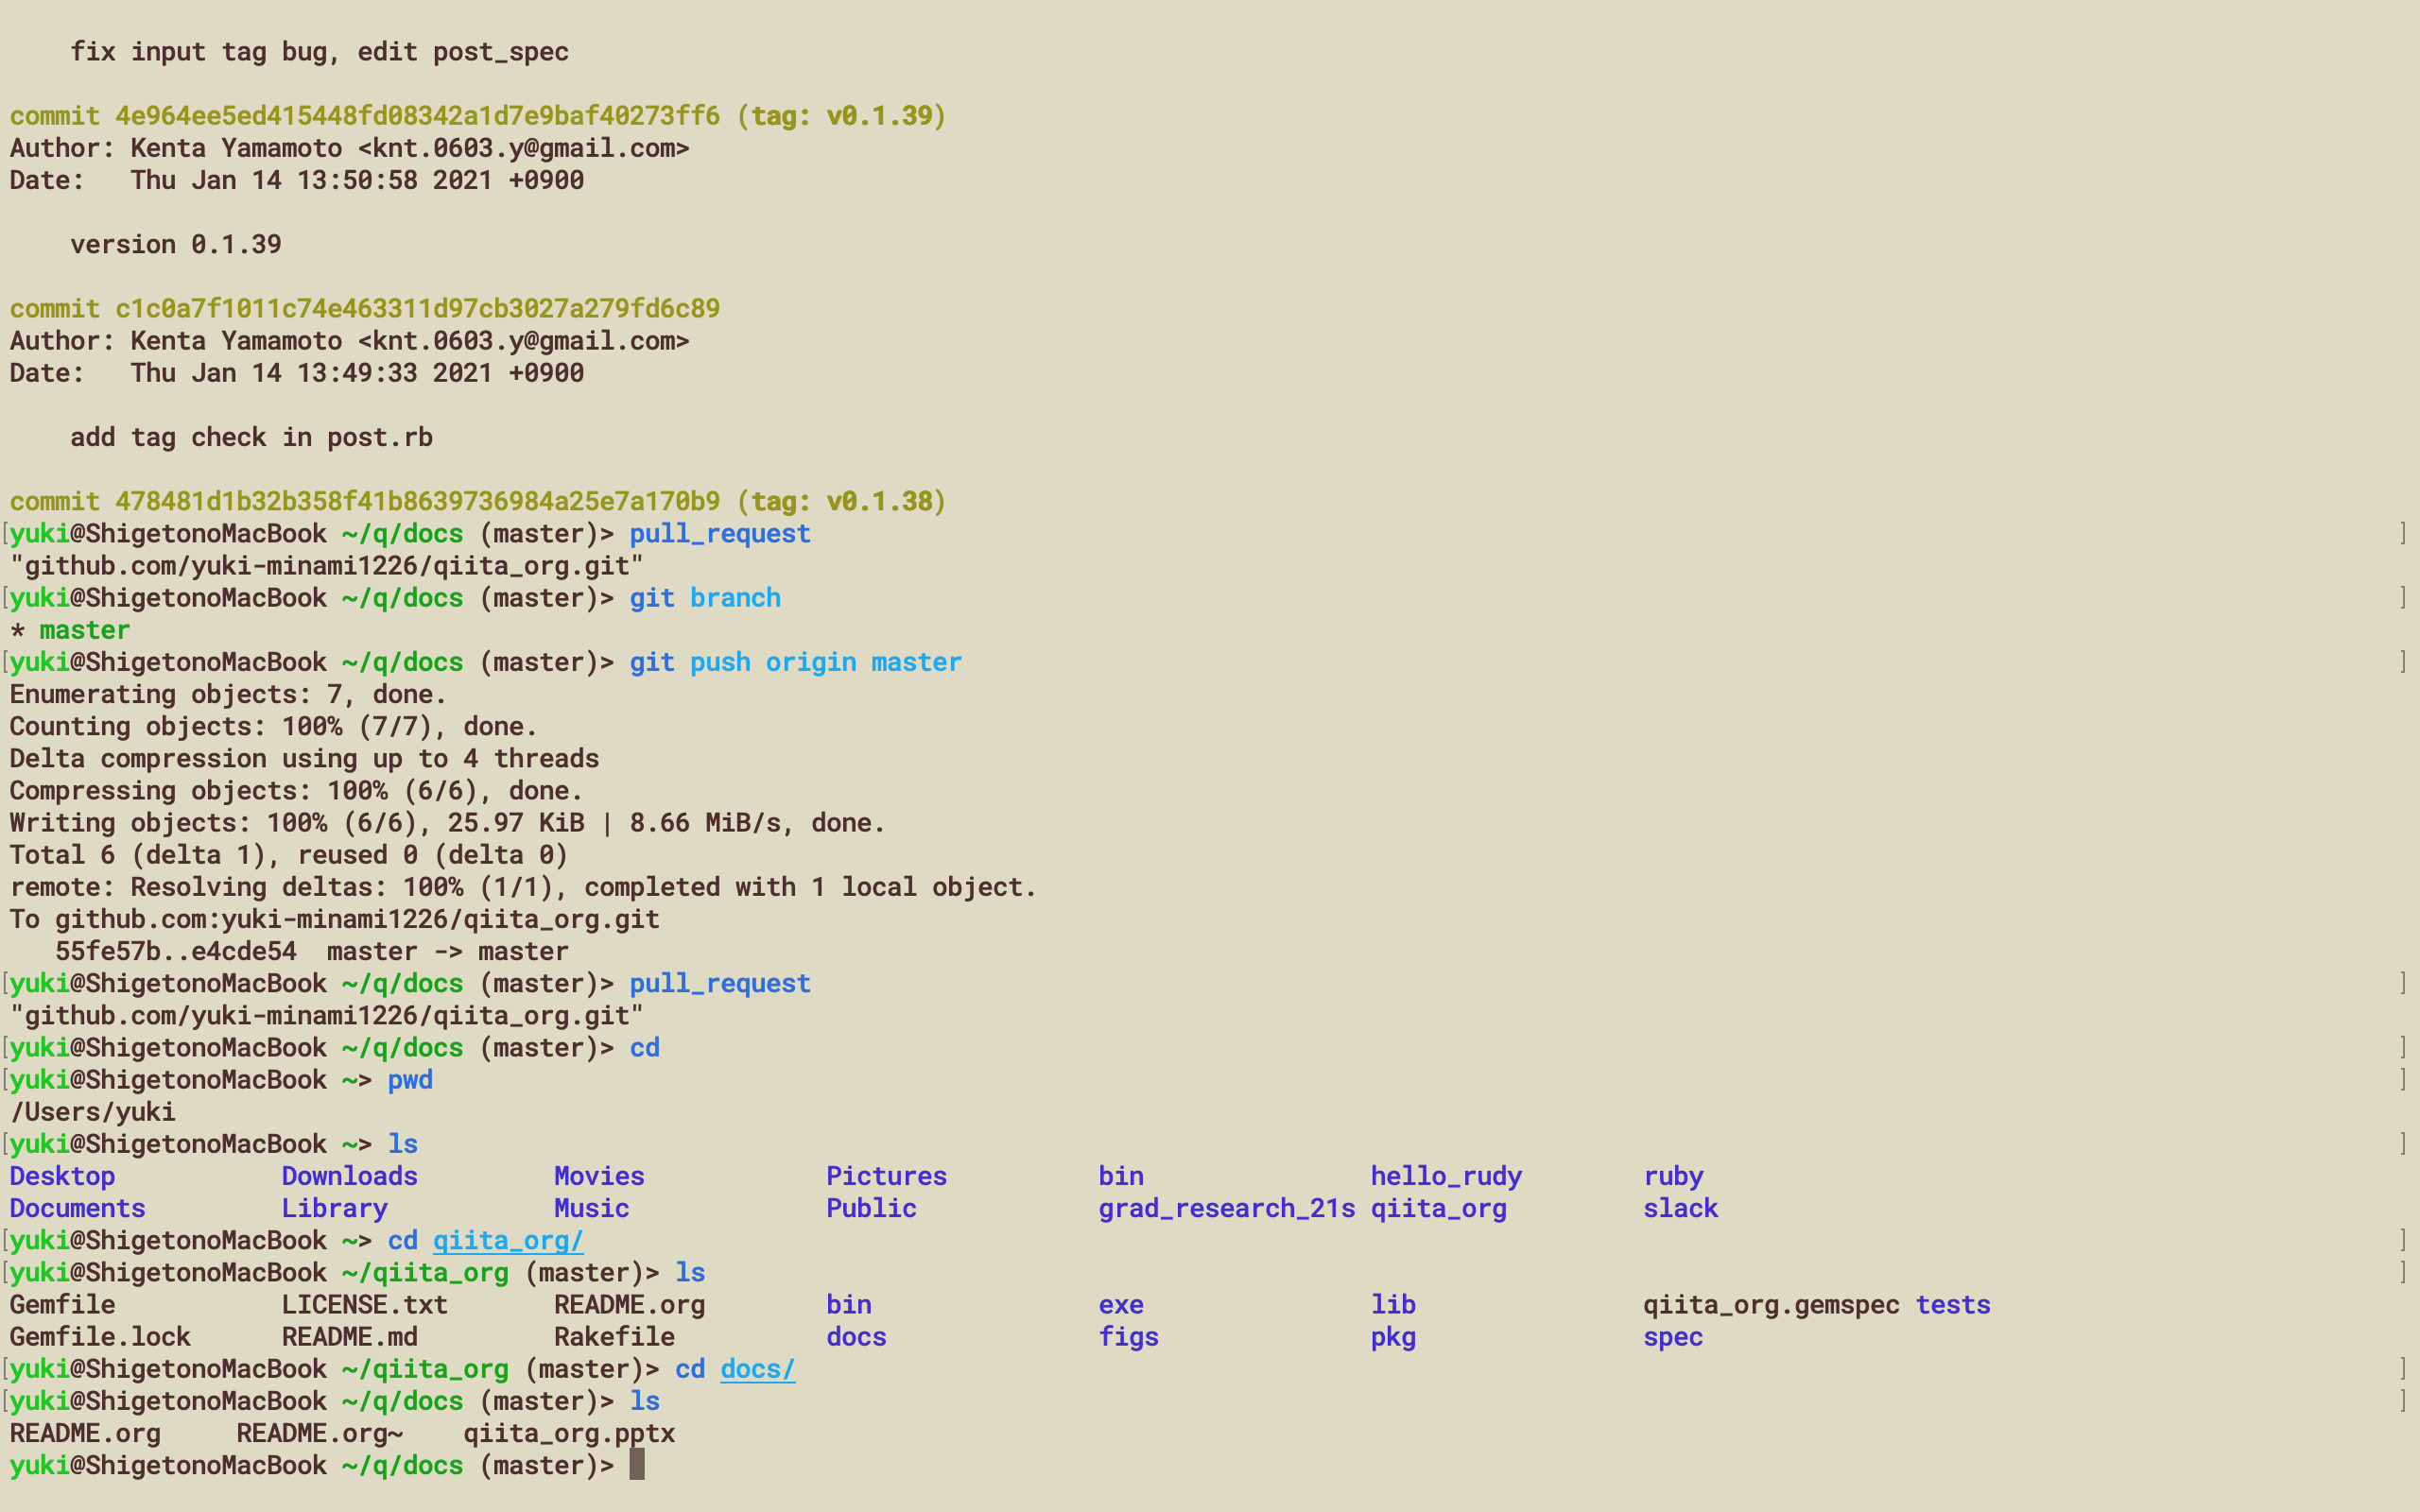 fix input tag bug, edit post_spec
commit 4e964ee5ed415448fd08342a1d7e9baf40273ff6 (tag: v0.1.39)
Author: Kenta Yamamoto <knt.0603.y@gmail.com>
Date:   Thu Jan 14 13:50:58 2021 +0900
    version 0.1.39
commit c1c0a7f1011c74e463311d97cb3027a279fd6c89
Author: Kenta Yamamoto <knt.0603.y@gmail.com>
Date:   Thu Jan 14 13:49:33 2021 +0900
    add tag check in post.rb
commit 478481d1b32b358f41b8639736984a25e7a170b9 (tag: v0.1.38)
[yuki@ShigetonoMacBook ~/q/docs (master)> pull_request ]
"github.com/yuki-minami1226/qiita_org.git"
[yuki@ShigetonoMacBook ~/q/docs (master)> git branch ]
* master
[yuki@ShigetonoMacBook ~/q/docs (master)> git push origin master ]
Enumerating objects: 7, done.
Counting objects: 100% (7/7), done.
Delta compression using up to 4 threads
Compressing objects: 100% (6/6), done.
Writing objects: 100% (6/6), 25.97 KiB | 8.66 MiB/s, done.
Total 6 (delta 1), reused 0 (delta 0)
remote: Resolving deltas: 100% (1/1), completed with 1 local object.
To github.com:yuki-minami1226/qiita_org.git
   55fe57b..e4cde54  master -> master
[yuki@ShigetonoMacBook ~/q/docs (master)> pull_request ]
"github.com/yuki-minami1226/qiita_org.git"
[yuki@ShigetonoMacBook ~/q/docs (master)> cd ]
[yuki@ShigetonoMacBook ~> pwd ]
/Users/yuki
[yuki@ShigetonoMacBook ~> ls ]
Desktop           Downloads         Movies            Pictures          bin               hello_rudy        ruby
Documents         Library           Music             Public            grad_research_21s qiita_org         slack
[yuki@ShigetonoMacBook ~> cd qiita_org/ ]
[yuki@ShigetonoMacBook ~/qiita_org (master)> ls ]
Gemfile           LICENSE.txt       README.org        bin               exe               lib               qiita_org.gemspec tests
Gemfile.lock      README.md         Rakefile          docs              figs              pkg               spec
[yuki@ShigetonoMacBook ~/qiita_org (master)> cd docs/ ]
[yuki@ShigetonoMacBook ~/q/docs (master)> ls ]
README.org     README.org~    qiita_org.pptx
yuki@ShigetonoMacBook ~/q/docs (master)>